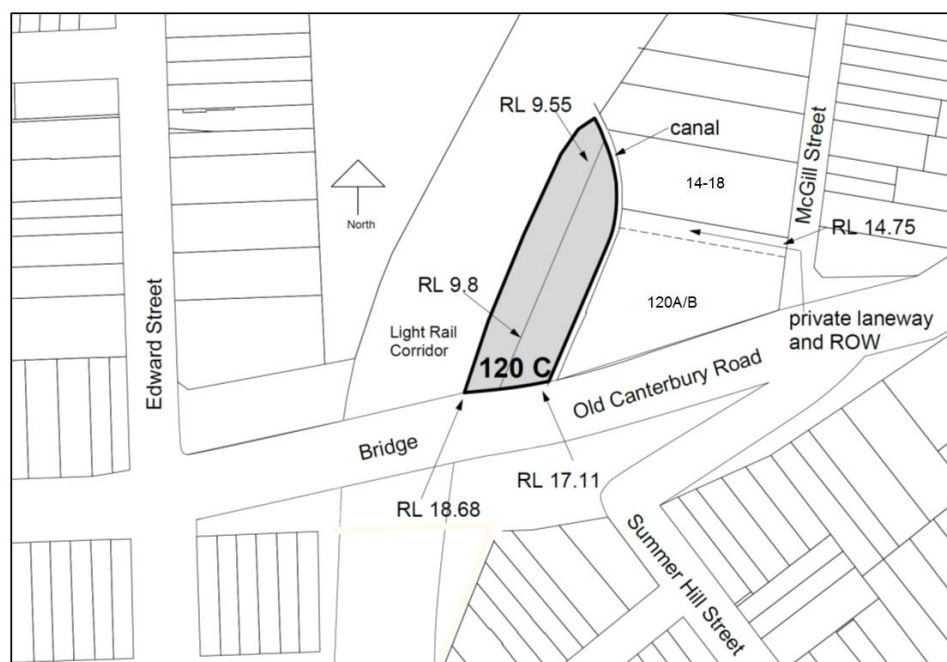 RL 9.55
canal
McGill Street
14-18
North
RL 14.75
RL 9.8
120A/B
Edward Street
Light Rail
Corridor
private laneway
and ROW
120 C
Old Canterbury Road
Bridge
RL 17.11
RL 18.68
Summer Hill Street